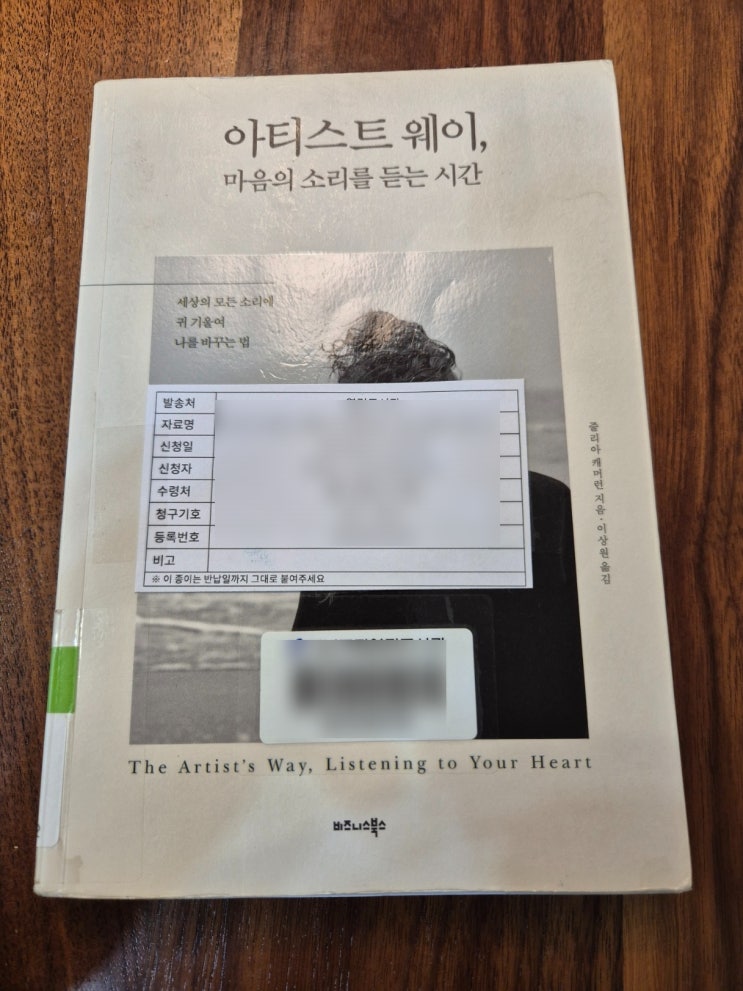 아티스트 웨이,
마음의 소리를 듣는 시간
세상의 모든 소리에
귀 기울여
나를 바꾸는 법
발송처
자료명
신청일
신청자
수령처
청구기호
등록번호
비고
※ 이 종이는 반납일까지 그대로 붙여주세요
줄리아 캐머런 지음 · 이상원 옮김
The Artist's Way, Listening to Your Heart
비즈니스북스